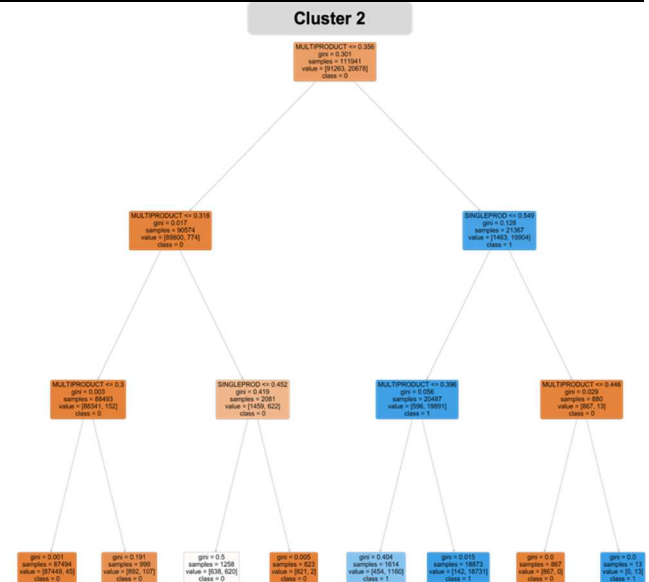 Cluster 2
MULTIPRODUCT <= 0.356
gini = 0.301
samples = 111941
value = [91263, 20678]
class = 0
MULTIPRODUCT <= 0.318
gini = 0.017
samples = 90574
value = [89800, 774]
class = 0
SINGLEPROD <= 0.549
gini = 0.128
samples = 21367
value = [1463, 19904]
class = 1
MULTIPRODUCT <= 0.3
gini = 0.003
samples = 88493
value = [88341, 152]
class = 0
SINGLEPROD <= 0.452
gini = 0.419
samples = 2081
value = [1459, 622]
class = 0
MULTIPRODUCT <= 0.396
gini = 0.056
samples = 20487
value = [596, 19891]
class = 1
MULTIPRODUCT <= 0.446
gini = 0.029
samples = 880
value = [867, 13]
class = 0
gini = 0.001
samples = 87494
value = [87449, 45]
class = 0
gini = 0.191
samples = 999
value = [892, 107]
class = 0
gini = 0.5
samples = 1258
value = [638, 620]
class = 0
gini = 0.005
samples = 823
value = [821, 2]
class = 0
gini = 0.404
samples = 1614
value = [454, 1160]
class = 1
gini = 0.015
samples = 18873
value = [142, 18731]
class = 1
gini = 0.0
samples = 867
value = [867, 0]
class = 0
gini = 0.0
samples = 13
value = [0, 13]
class = 1